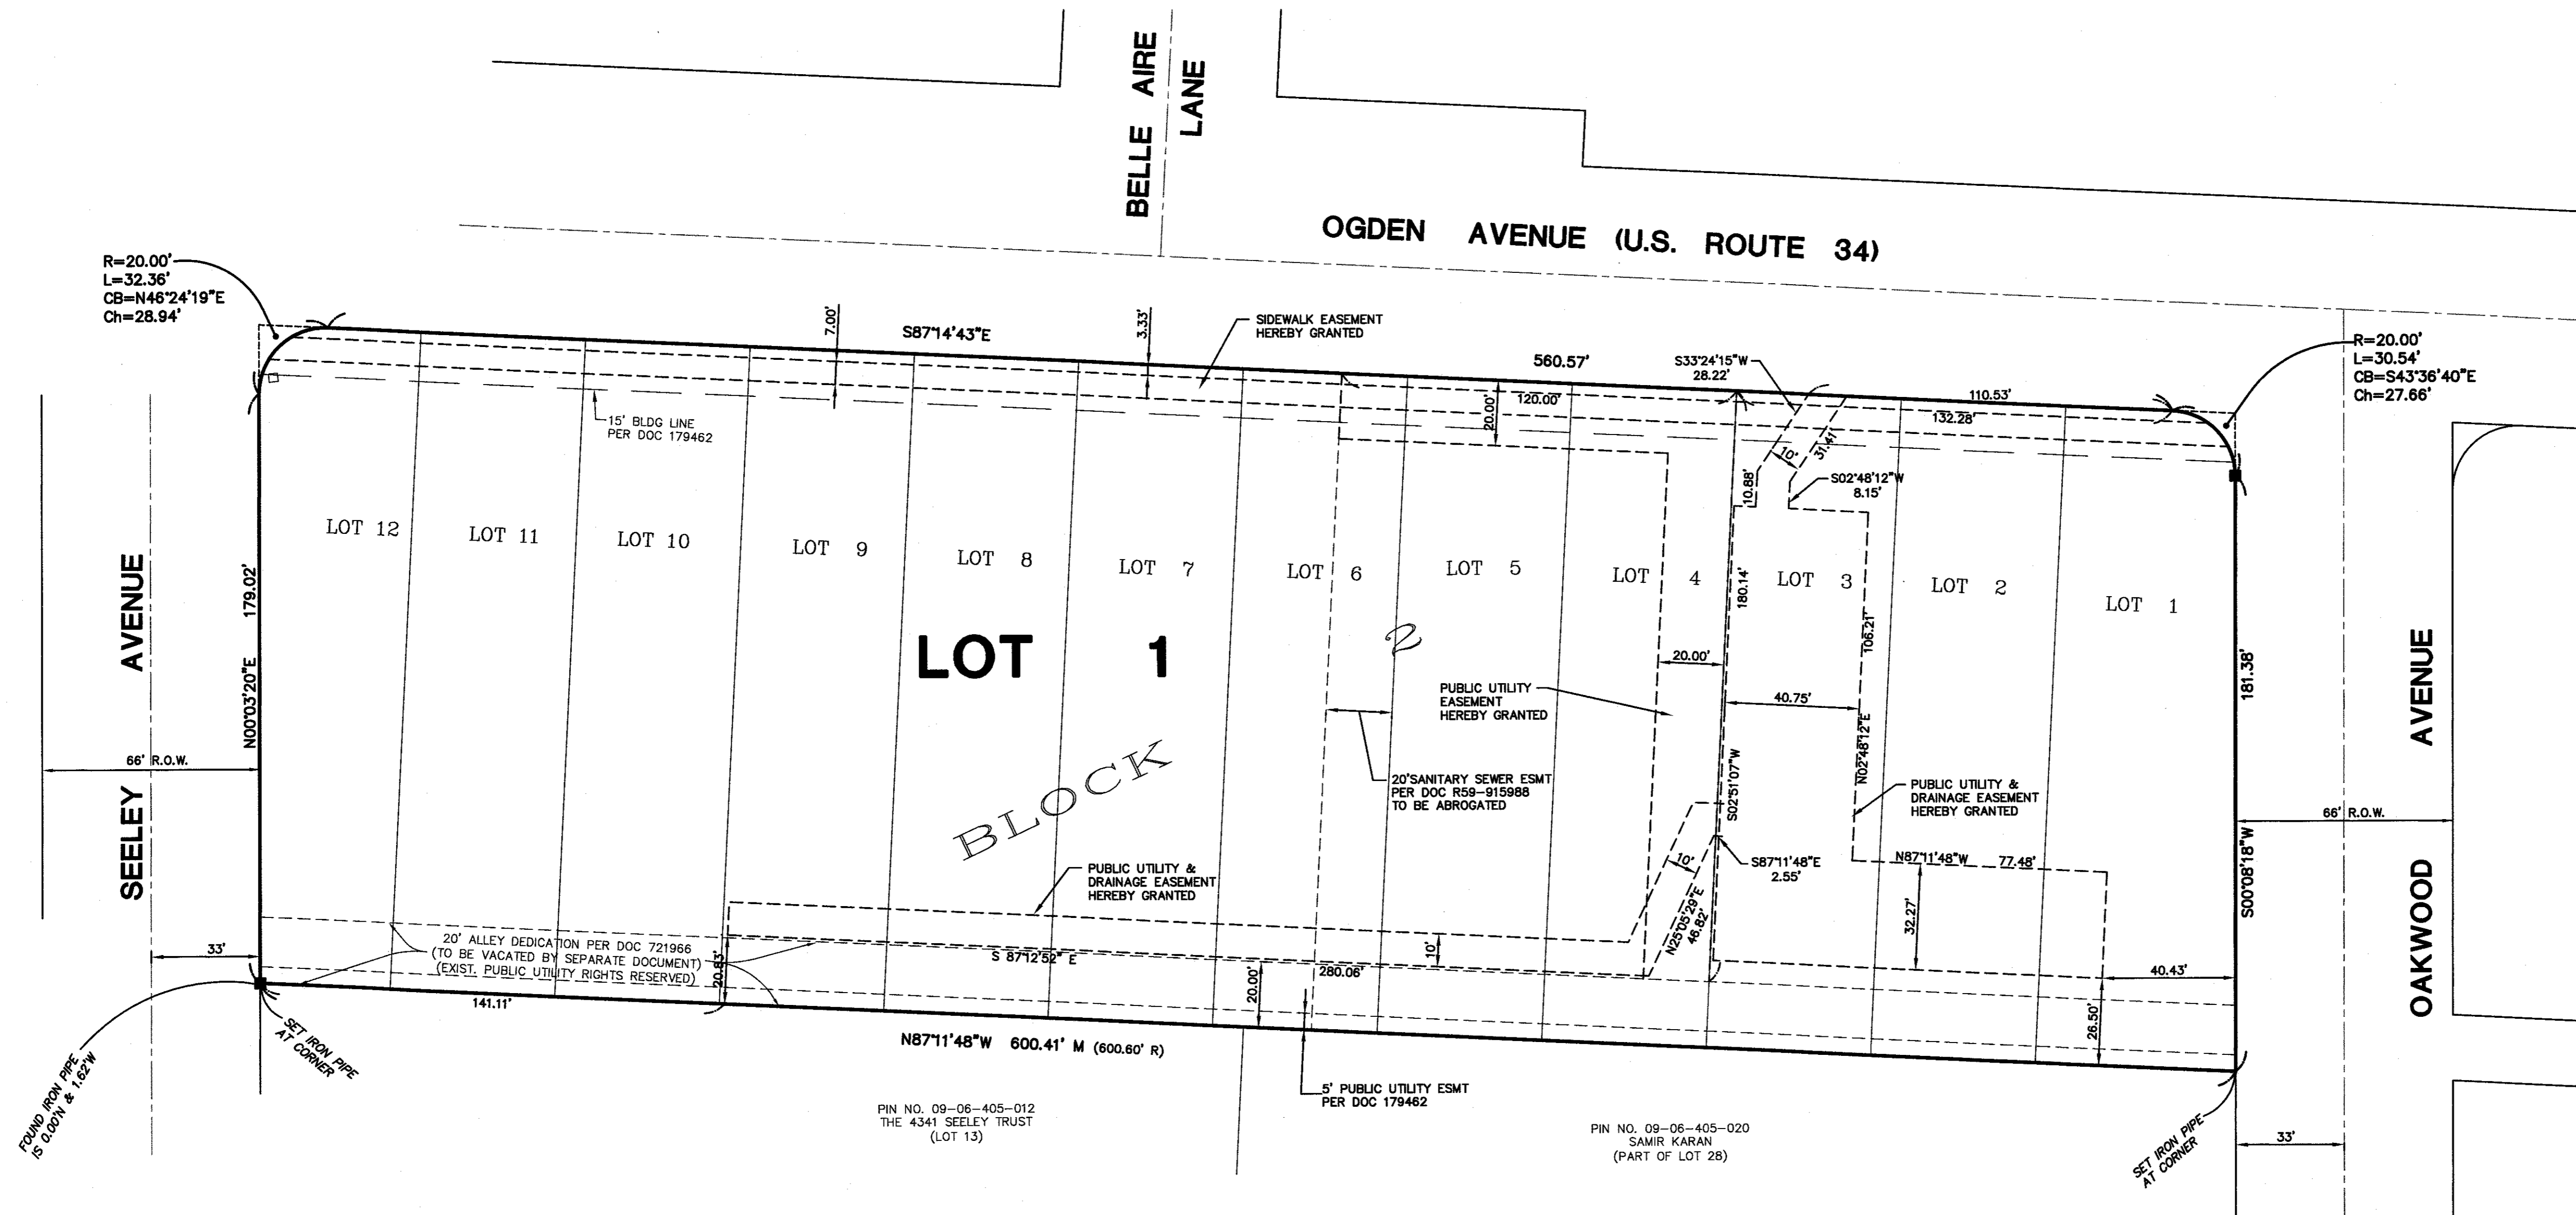 BELLE AIRE
LANE
OGDEN AVENUE (U.S. ROUTE 34)
R=20.00'
L=32.36'
CB=N46°24'19"E
Ch=28.94'
R=20.00'
L=30.54'
CB=S43°36'40"E
Ch=27.66'
7.00'
S87°14'43"E
3.33'
SIDEWALK EASEMENT
HEREBY GRANTED
560.57'
S33°24'15"W
28.22'
110.53'
132.28'
120.00'
20.00'
15' BLDG LINE
PER DOC 179462
31.41
10'
10.88'
S02°48'12"W
8.15'
LOT 12
LOT 11
LOT 10
LOT 9
LOT 8
LOT 7
LOT 6
LOT 5
LOT 4
LOT 3
LOT 2
LOT 1
SEELEY AVENUE
N00°03'20"E 179.02'
LOT 1
BLOCK 2
180.14'
S02°51'07"W
106.21'
N02°48'12"E
20.00'
40.75'
PUBLIC UTILITY
EASEMENT
HEREBY GRANTED
20'SANITARY SEWER ESMT
PER DOC R59-915988
TO BE ABROGATED
PUBLIC UTILITY &
DRAINAGE EASEMENT
HEREBY GRANTED
S00°08'18"W 181.38'
OAKWOOD AVENUE
66' R.O.W.
66' R.O.W.
PUBLIC UTILITY &
DRAINAGE EASEMENT
HEREBY GRANTED
10'
N25°05'29"E
46.82'
S87°11'48"E
2.55'
N87°11'48"W 77.48'
32.27'
40.43'
26.50'
33'
20' ALLEY DEDICATION PER DOC 721966
(TO BE VACATED BY SEPARATE DOCUMENT)
(EXIST. PUBLIC UTILITY RIGHTS RESERVED)
20.83'
S 87°12'52" E
280.06'
10'
20.00'
141.11'
N87°11'48"W 600.41' M (600.60' R)
SET IRON PIPE
AT CORNER
FOUND IRON PIPE
IS 0.00'N & 1.62'W
5' PUBLIC UTILITY ESMT
PER DOC 179462
PIN NO. 09-06-405-012
THE 4341 SEELEY TRUST
(LOT 13)
PIN NO. 09-06-405-020
SAMIR KARAN
(PART OF LOT 28)
SET IRON PIPE
AT CORNER
33'